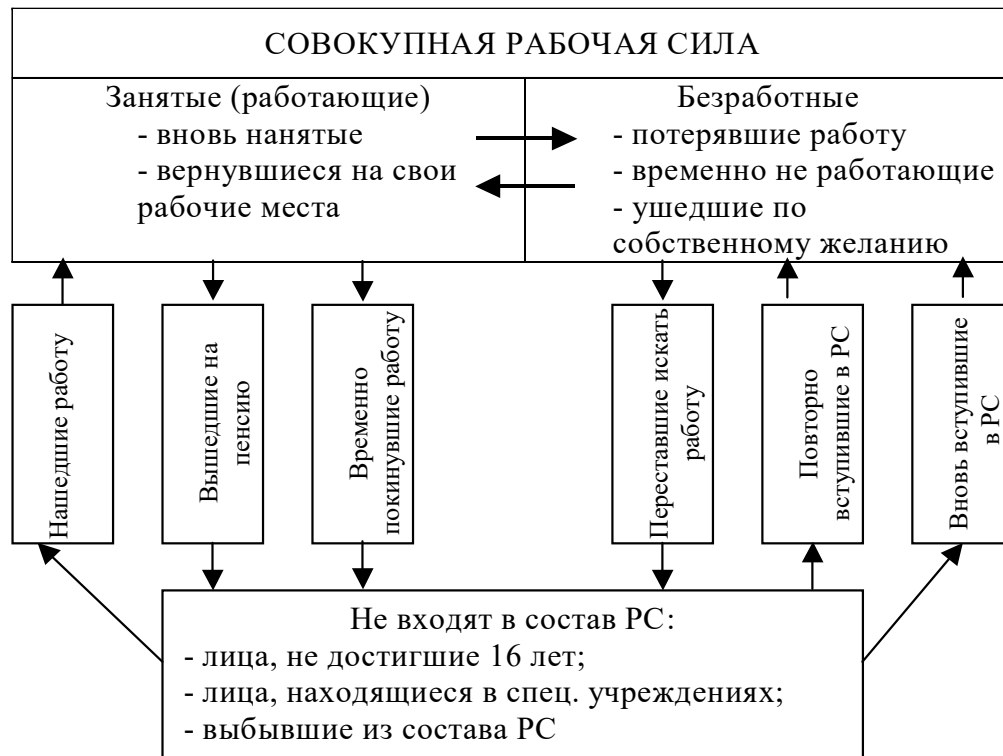 СОВОКУПНАЯ РАБОЧАЯ СИЛА
Занятые (работающие)
- вновь нанятые
- вернувшиеся на свои
рабочие места
Безработные
- потерявшие работу
- временно не работающие
- ушедшие по
собственному желанию
Нашедшие работу
Вышедшие на
пенсию
Временно
покинувшие работу
Переставшие искать
работу
Повторно
вступившие в РС
Вновь вступившие
в РС
Не входят в состав РС:
- лица, не достигшие 16 лет;
- лица, находящиеся в спец. учреждениях;
- выбывшие из состава РС